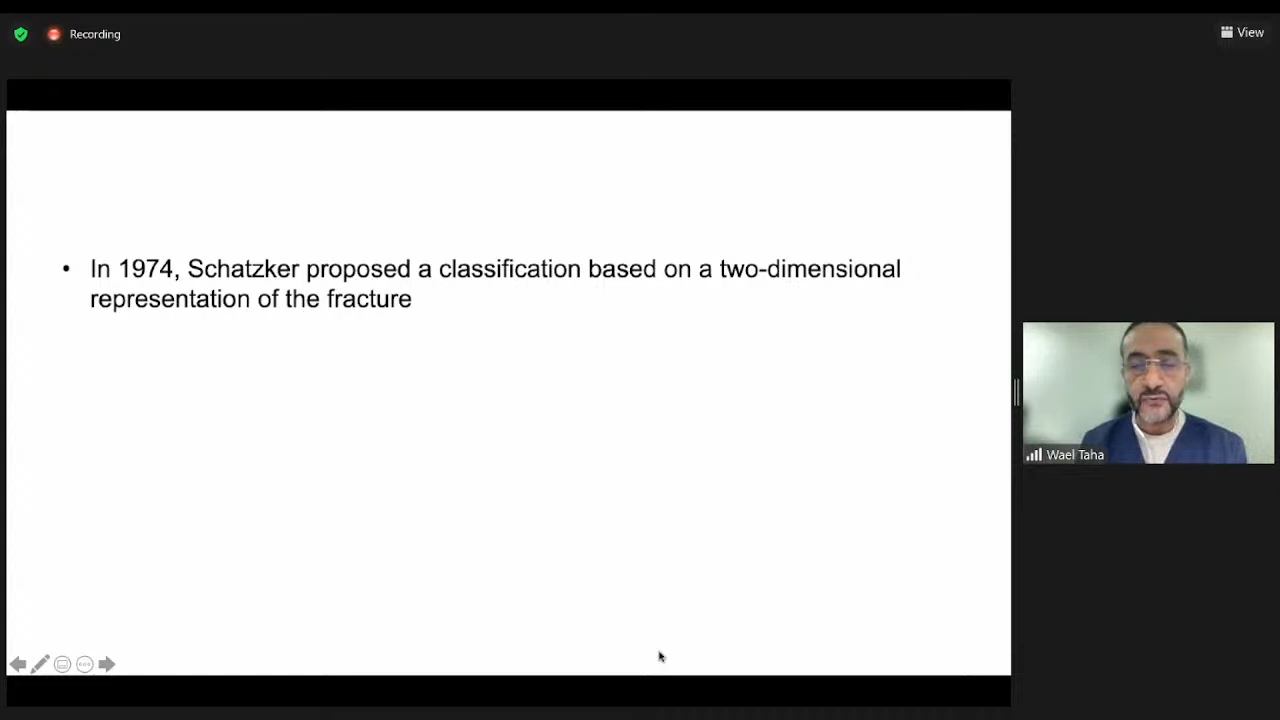 Recording
View
• In 1974, Schatzker proposed a classification based on a two-dimensional
representation of the fracture
Wael Taha